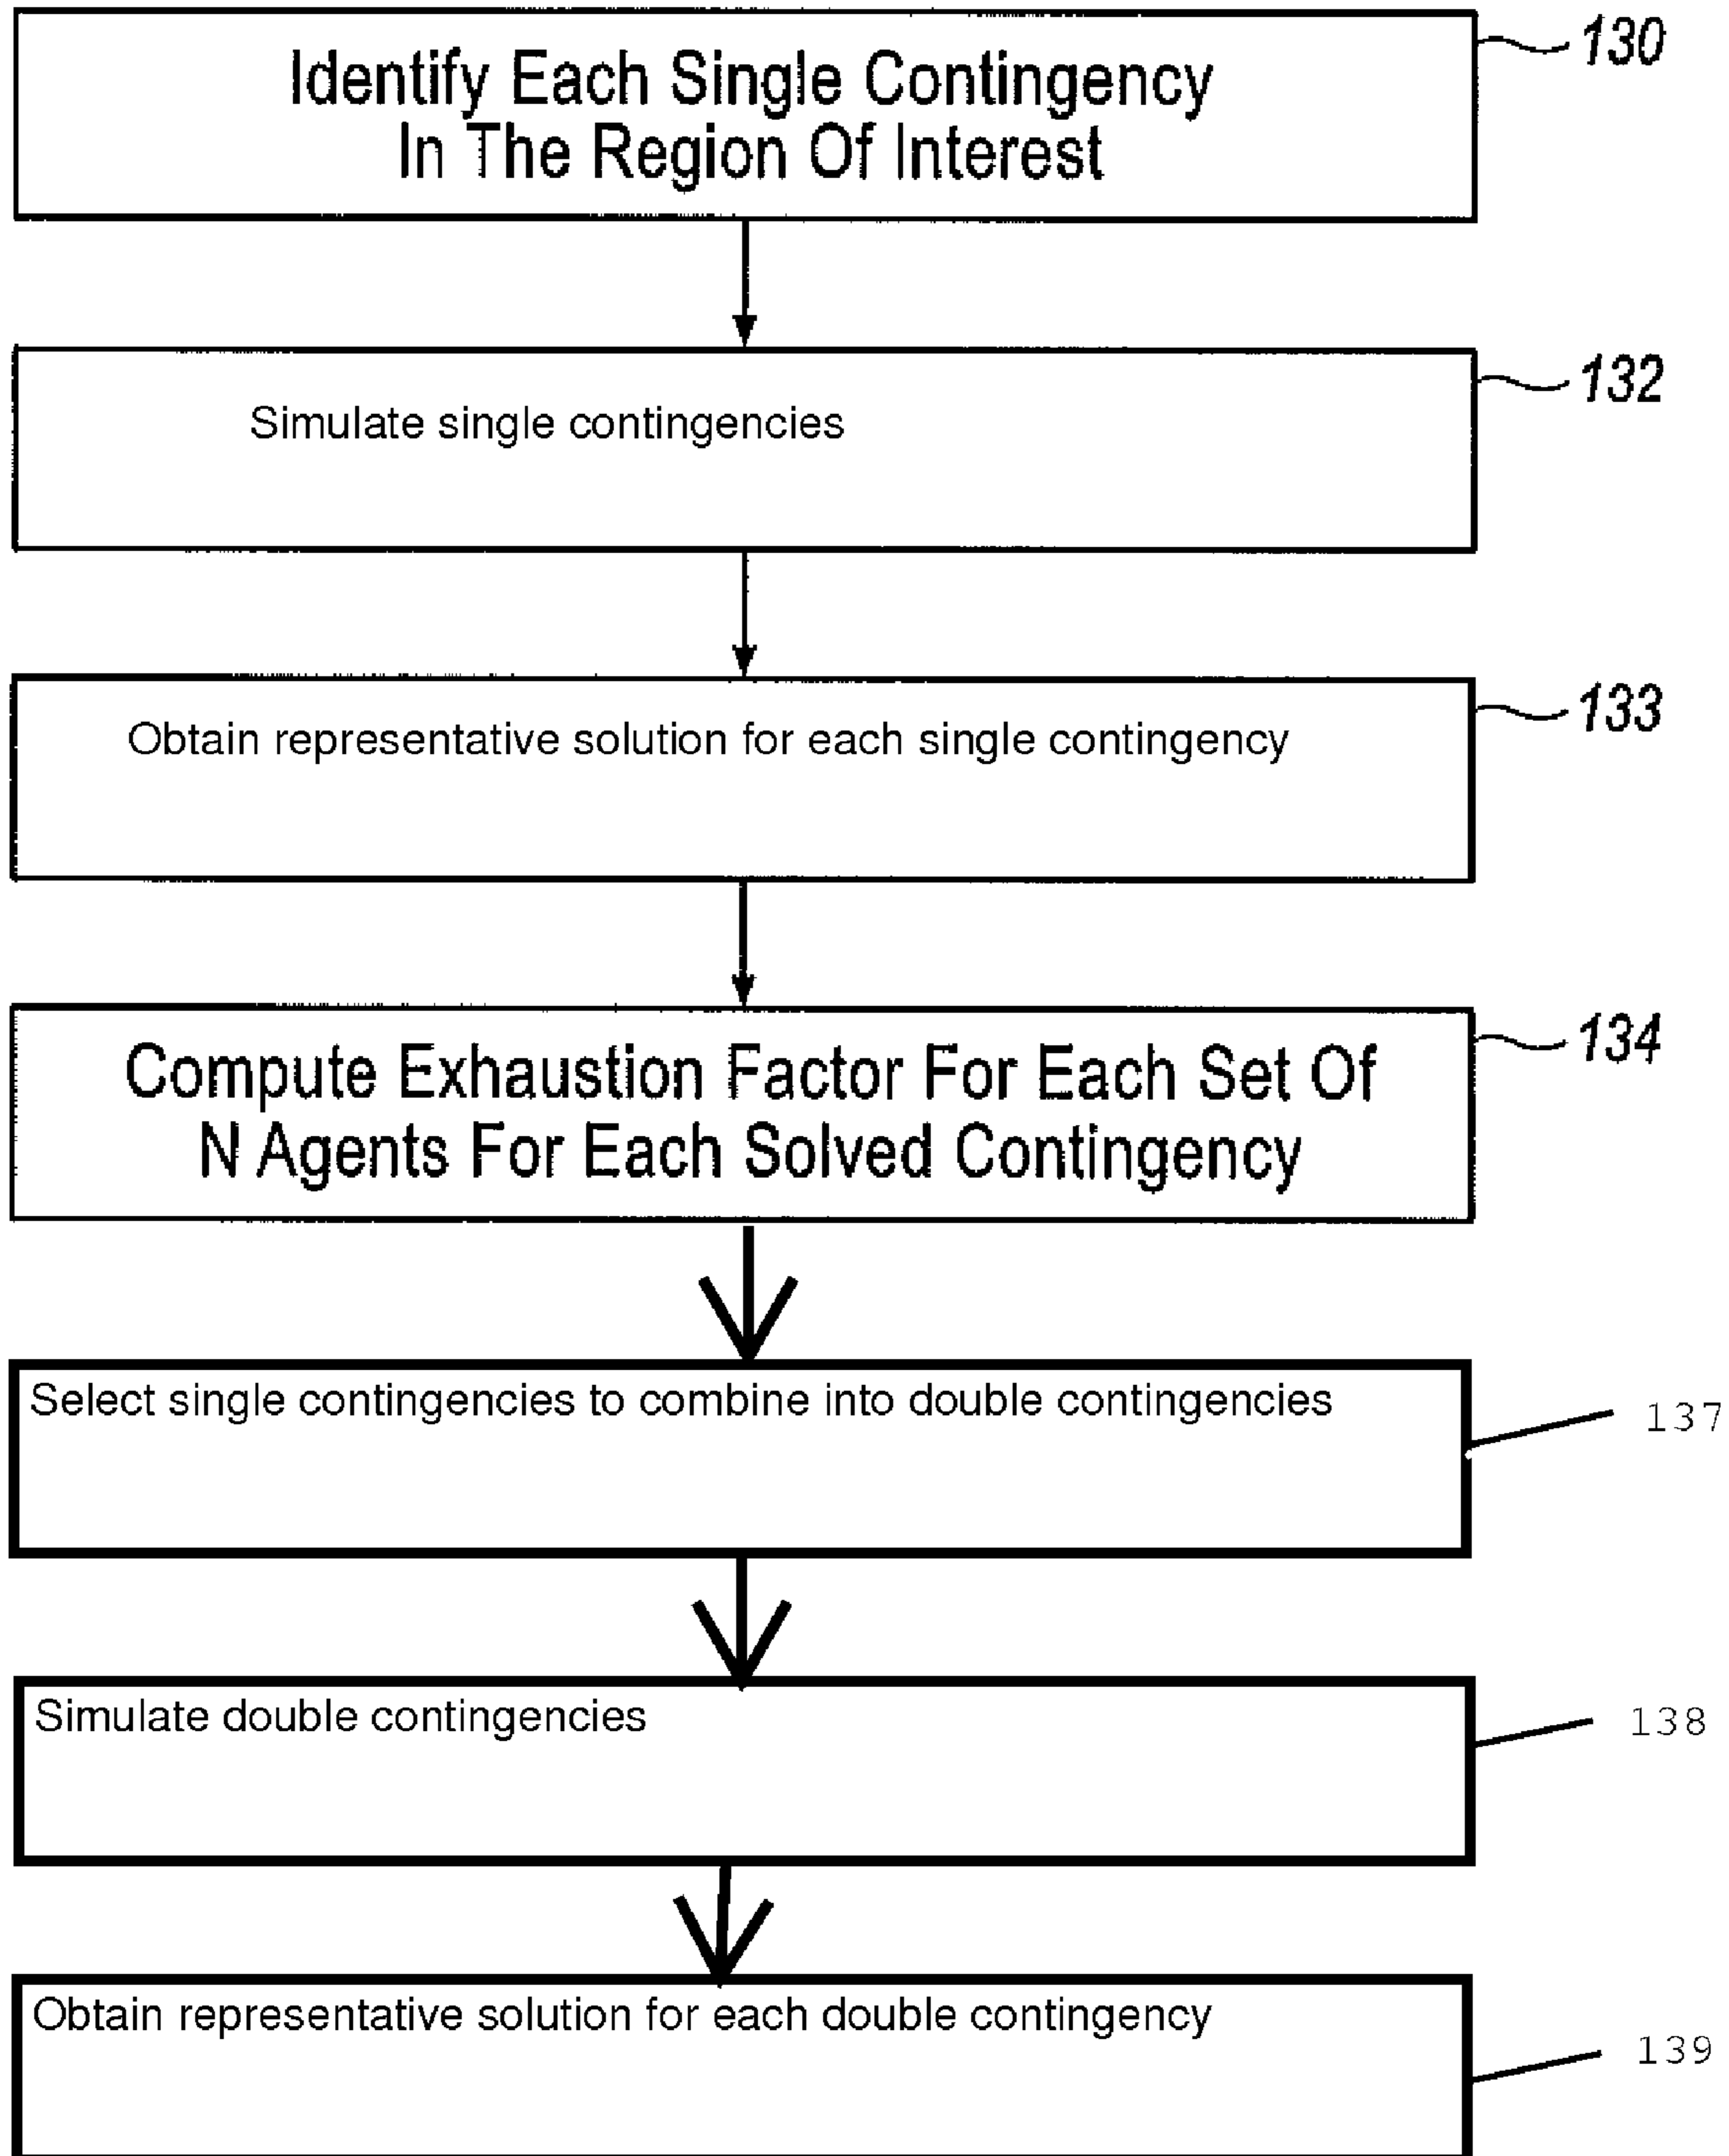 Identify Each Single Contingency
In The Region Of Interest
130
Simulate single contingencies
132
Obtain representative solution for each single contingency
133
Compute Exhaustion Factor For Each Set Of
N Agents For Each Solved Contingency
134
Select single contingencies to combine into double contingencies
137
Simulate double contingencies
138
Obtain representative solution for each double contingency
139